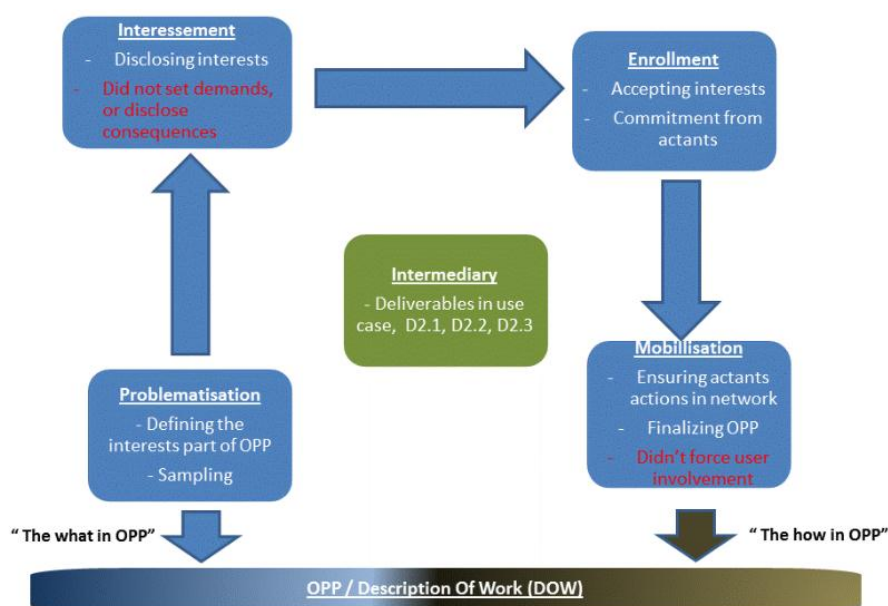 Interessement
- Disclosing interests
- Did not set demands,
or disclose
consequences
Enrollment
- Accepting interests
- Commitment from
actants
Intermediary
- Deliverables in use
case, D2.1, D2.2, D2.3
Problematisation
- Defining the
interests part of OPP
- Sampling
Mobillisation
- Ensuring actants
actions in network
- Finalizing OPP
- Didn't force user
involvement
“ The what in OPP”
“ The how in OPP”
OPP / Description Of Work (DOW)